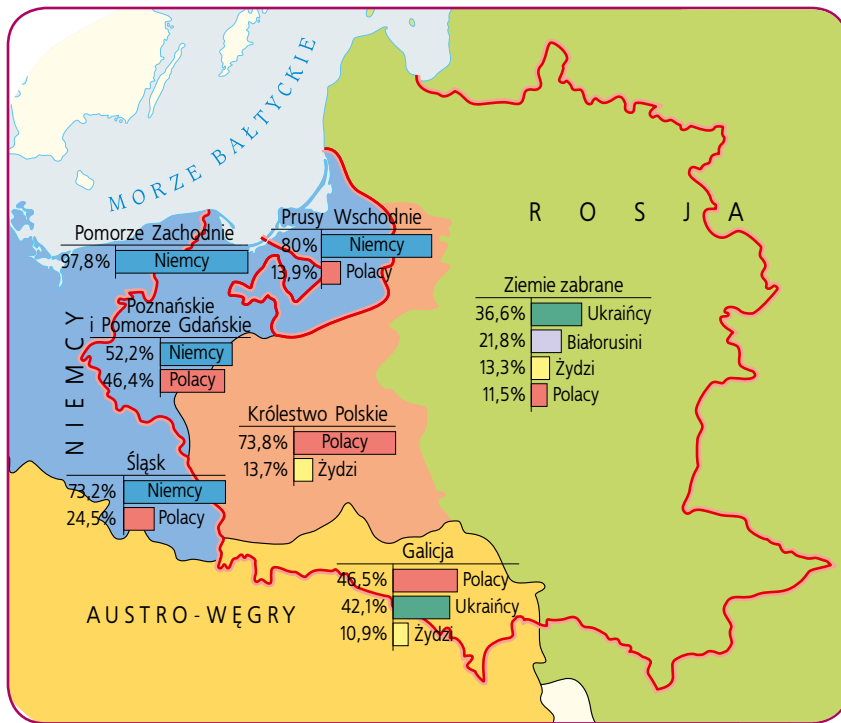 MORZE BAŁTYCKIE
ROSJA
NIEMCY
AUSTRO-WĘGRY
Pomorze Zachodnie
97,8% Niemcy
Prusy Wschodnie
80% Niemcy
13,9% Polacy
Poznańskie
i Pomorze Gdańskie
52,2% Niemcy
46,4% Polacy
Ziemie zabrane
36,6% Ukraińcy
21,8% Białorusini
13,3% Żydzi
11,5% Polacy
Królestwo Polskie
73,8% Polacy
13,7% Żydzi
Śląsk
73,2% Niemcy
24,5% Polacy
Galicja
46,5% Polacy
42,1% Ukraińcy
10,9% Żydzi